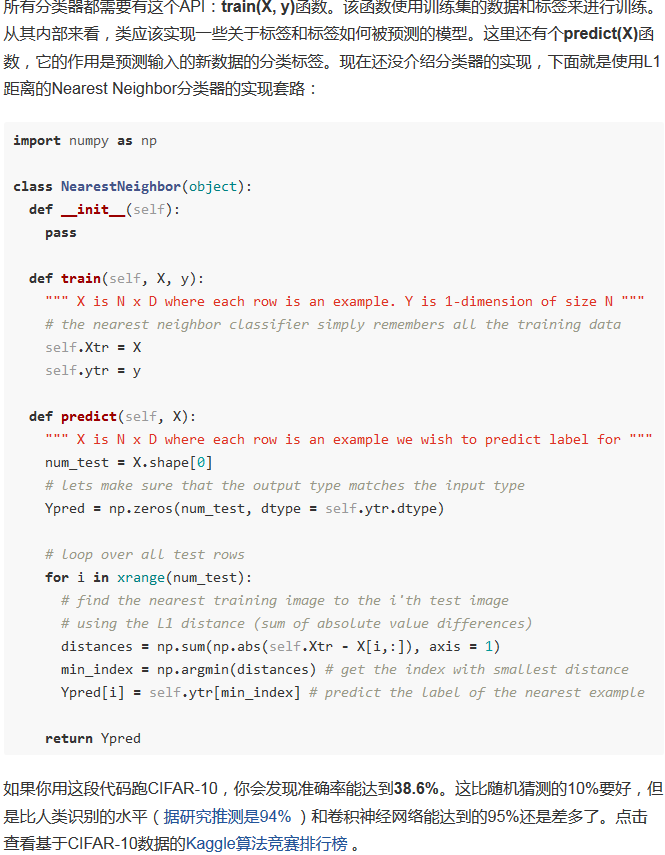 所有分类器都需要有这个API：train(X, y)函数。该函数使用训练集的数据和标签来进行训练。
从其内部来看，类应该实现一些关于标签和标签如何被预测的模型。这里还有个predict(X)函
数，它的作用是预测输入的新数据的分类标签。现在还没介绍分类器的实现，下面就是使用L1
距离的Nearest Neighbor分类器的实现套路：
import numpy as np
class NearestNeighbor(object):
  def __init__(self):
    pass
  def train(self, X, y):
    """ X is N x D where each row is an example. Y is 1-dimension of size N """
    # the nearest neighbor classifier simply remembers all the training data
    self.Xtr = X
    self.ytr = y
  def predict(self, X):
    """ X is N x D where each row is an example we wish to predict label for """
    num_test = X.shape[0]
    # lets make sure that the output type matches the input type
    Ypred = np.zeros(num_test, dtype = self.ytr.dtype)
    # loop over all test rows
    for i in xrange(num_test):
      # find the nearest training image to the i'th test image
      # using the L1 distance (sum of absolute value differences)
      distances = np.sum(np.abs(self.Xtr - X[i,:]), axis = 1)
      min_index = np.argmin(distances) # get the index with smallest distance
      Ypred[i] = self.ytr[min_index] # predict the label of the nearest example
    return Ypred
如果你用这段代码跑CIFAR-10，你会发现准确率能达到38.6%。这比随机猜测的10%要好，但
是比人类识别的水平（据研究推测是94% ）和卷积神经网络能达到的95%还是差多了。点击
查看基于CIFAR-10数据的Kaggle算法竞赛排行榜 。